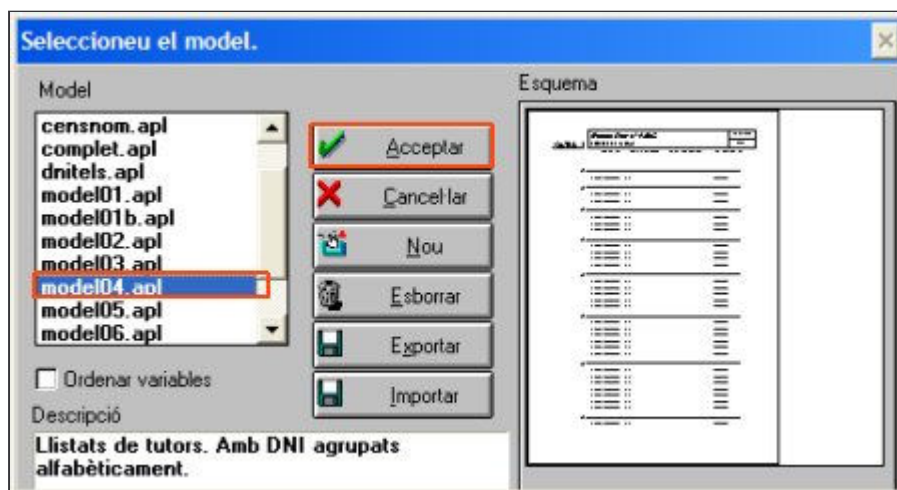 Seleccioneu el model.
Model
censnom.apl
complet.apl
dnitels.apl
model01.apl
model01b.apl
model02.apl
model03.apl
model04.apl
model05.apl
model06.apl
Ordenar variables
Descripció
Llistats de tutors. Amb DNI agrupats
alfabèticament.
Acceptar
Cancel·lar
Nou
Esborrar
Exportar
Importar
Esquema